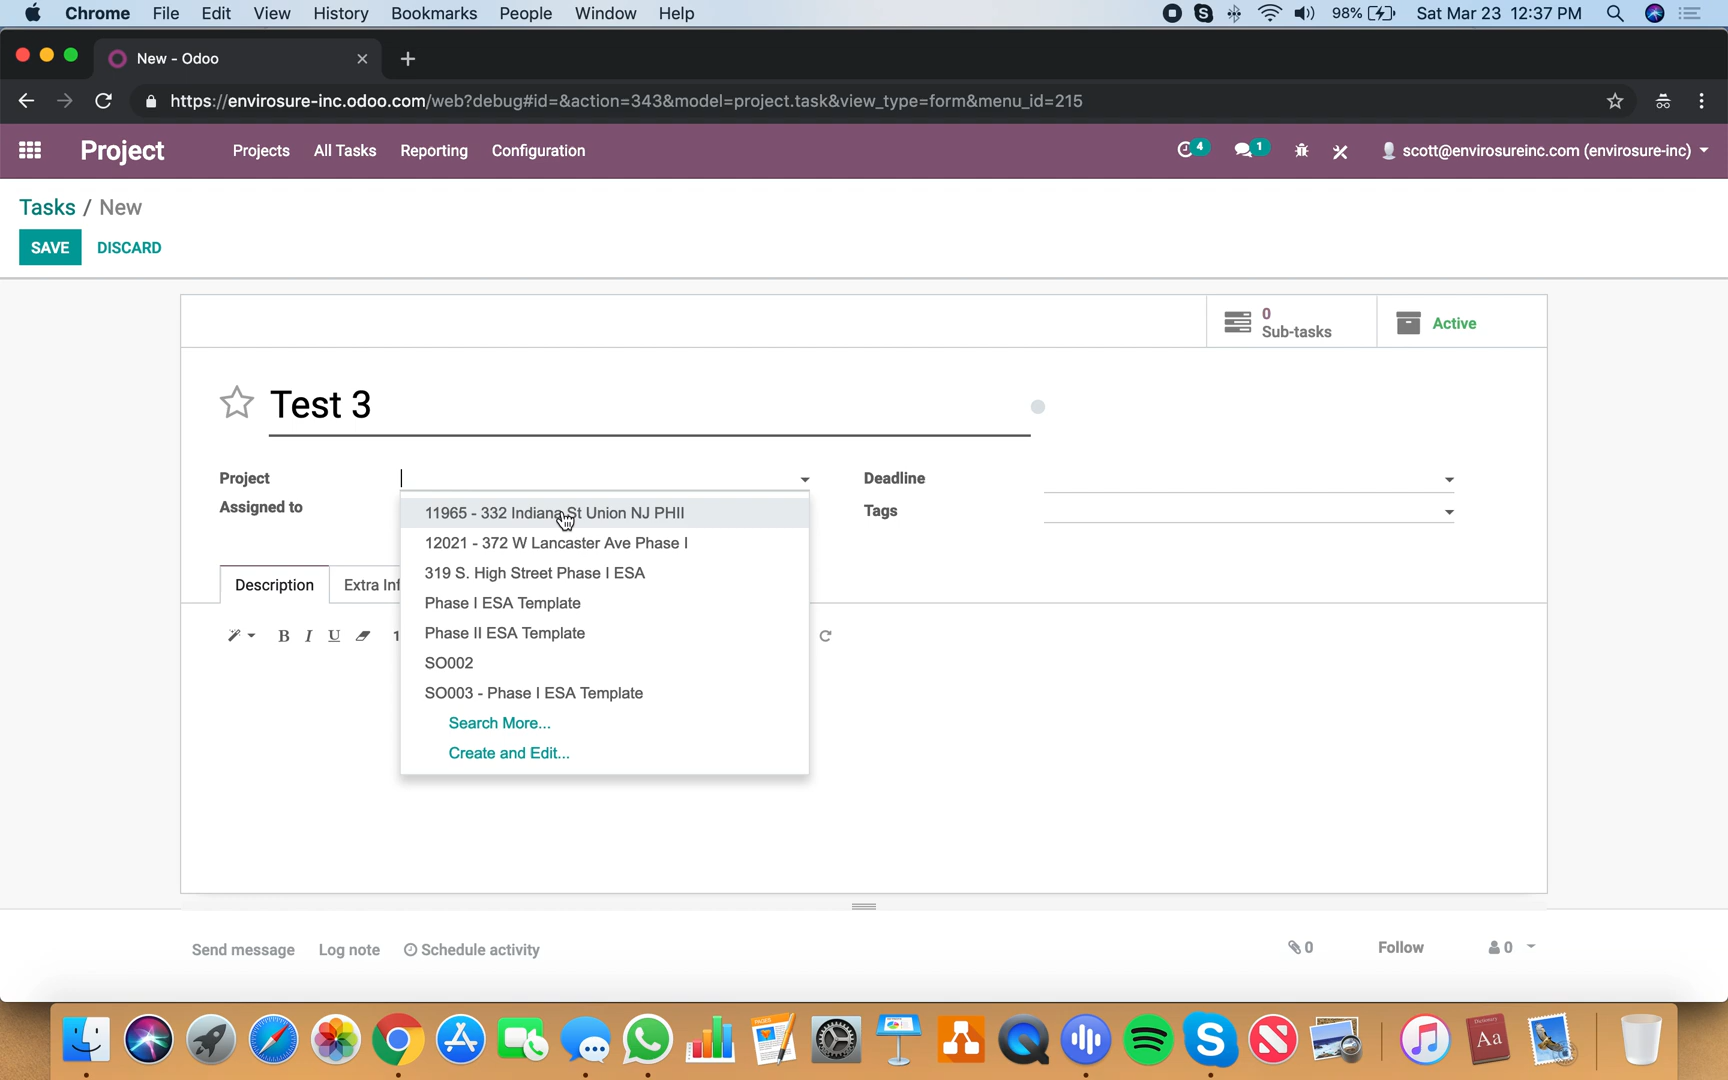 Chrome File Edit View History Bookmarks People Window Help 98% Sat Mar 23 12:37 PM
New - Odoo
https://envirosure-inc.odoo.com/web?debug#id=&action=343&model=project.task&view_type=form&menu_id=215
Project Projects All Tasks Reporting Configuration 4 1 scott@envirosureinc.com (envirosure-inc)
Tasks / New
SAVE DISCARD
0
Sub-tasks
Active
Test 3
Project
Deadline
Assigned to
Tags
11965 - 332 Indiana St Union NJ PHII
12021 - 372 W Lancaster Ave Phase I
319 S. High Street Phase I ESA
Phase I ESA Template
Phase II ESA Template
SO002
SO003 - Phase I ESA Template
Search More...
Create and Edit...
Description Extra Inf
B I U 1
Send message Log note Schedule activity 0 Follow 0
PAGES
Dictionary
Aa